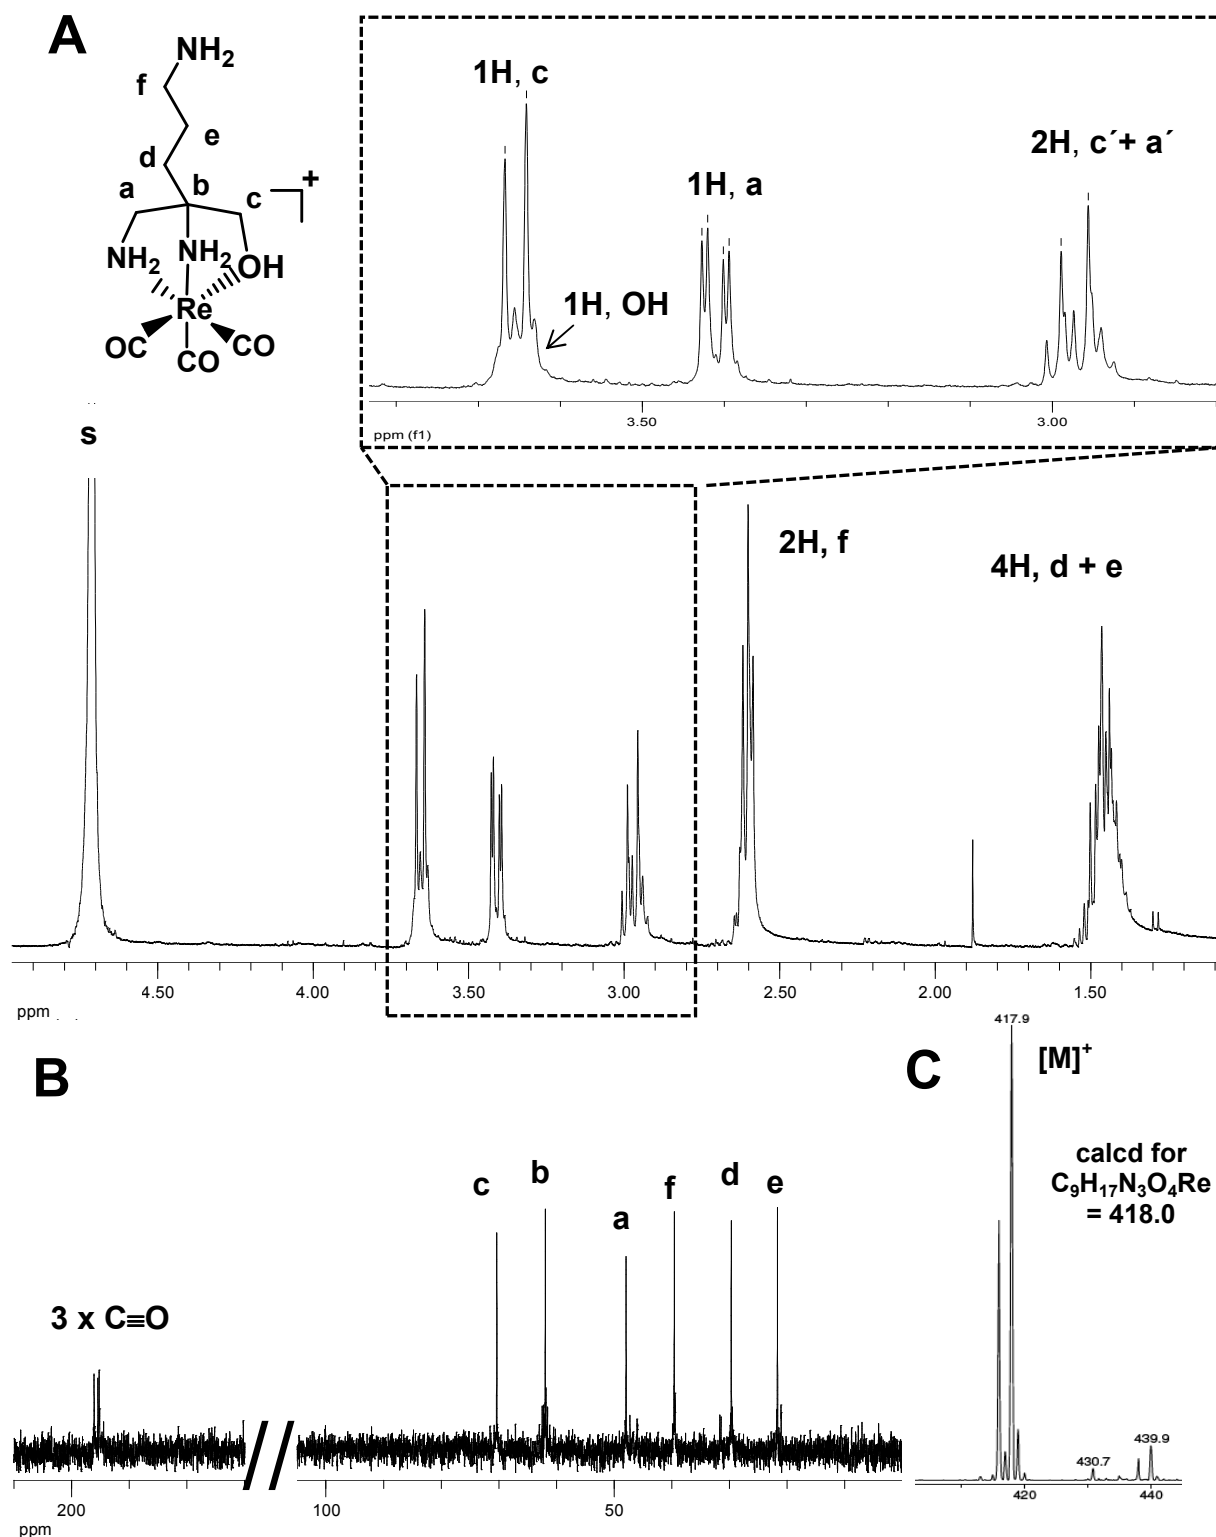 A
NH₂
f
e
d
a
b
c
+
NH₂
NH₂
OH
Re
OC
CO
CO
1H, c
1H, a
2H, c´+ a´
1H, OH
3.50
3.00
ppm (f1)
s
2H, f
4H, d + e
4.50
4.00
3.50
3.00
2.50
2.00
1.50
ppm
B
3 x C≡O
c
b
a
f
d
e
200
100
50
ppm
C
417.9
[M]⁺
calcd for
C₉H₁₇N₃O₄Re
= 418.0
430.7
439.9
420
440